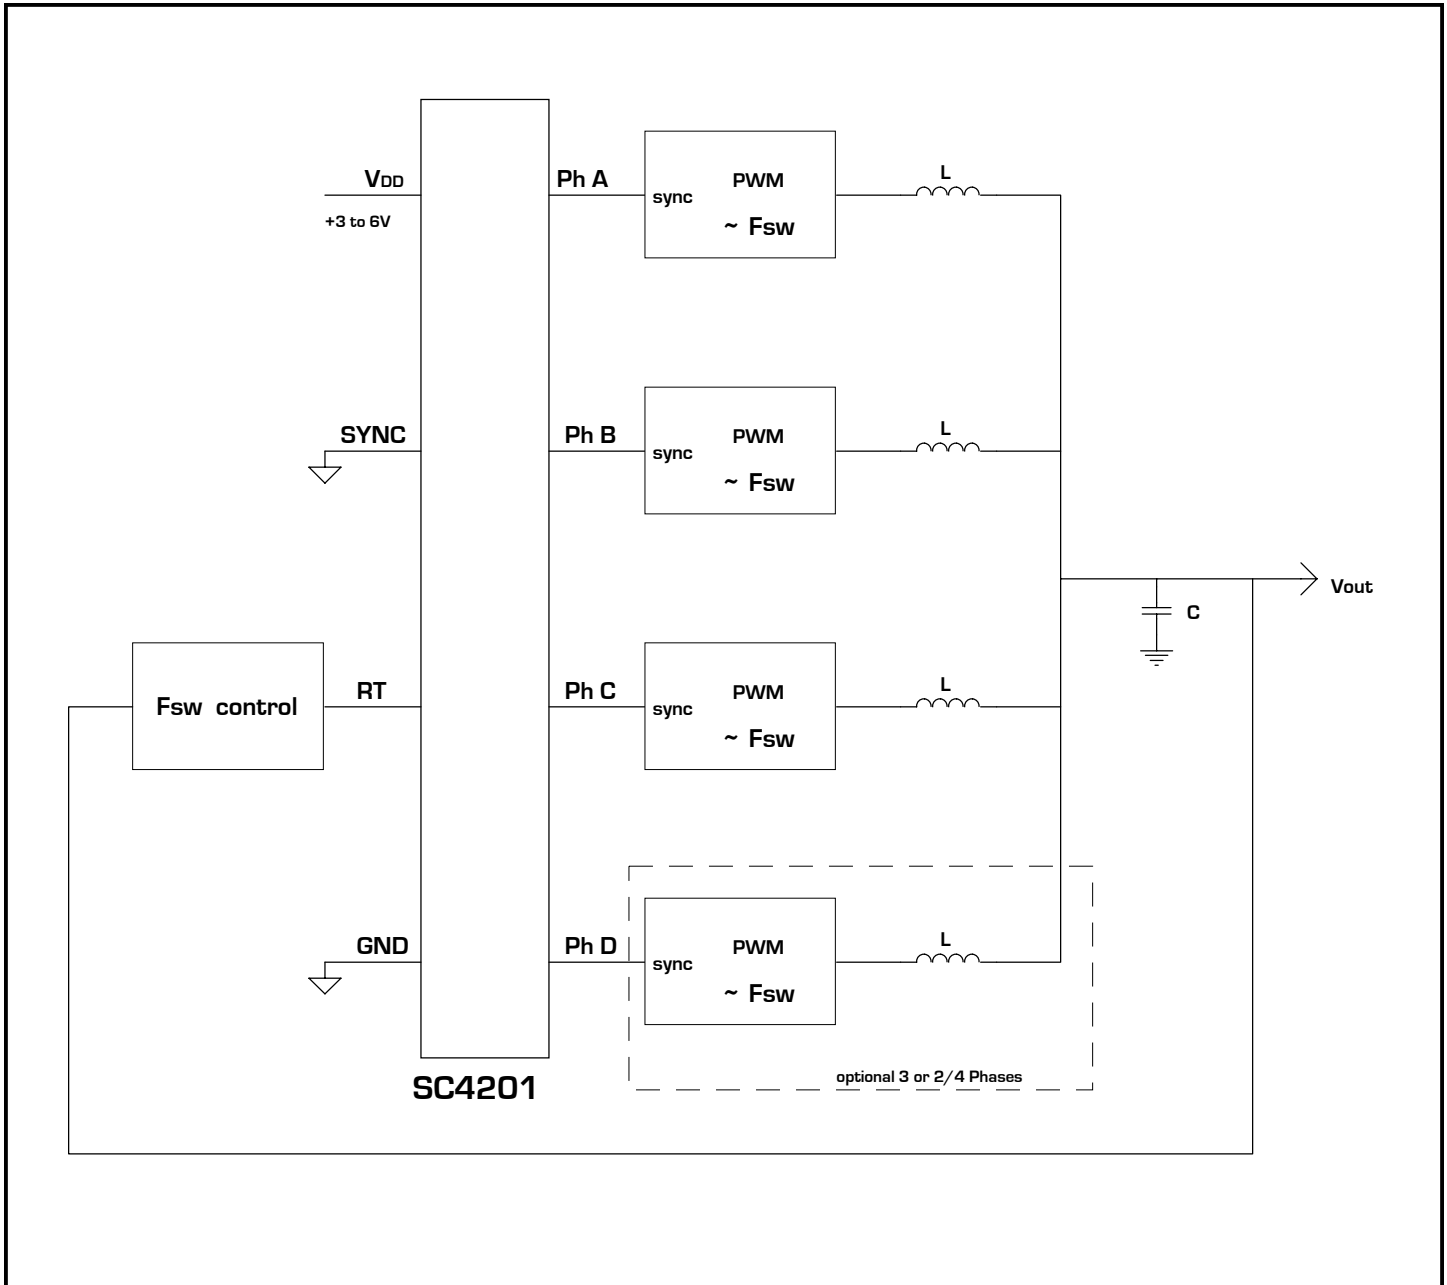 VDD
+3 to 6V
Ph A
sync
PWM
~ Fsw
L
SYNC
Ph B
sync
PWM
~ Fsw
L
Vout
C
Fsw control
RT
Ph C
sync
PWM
~ Fsw
L
GND
Ph D
sync
PWM
~ Fsw
L
optional 3 or 2/4 Phases
SC4201